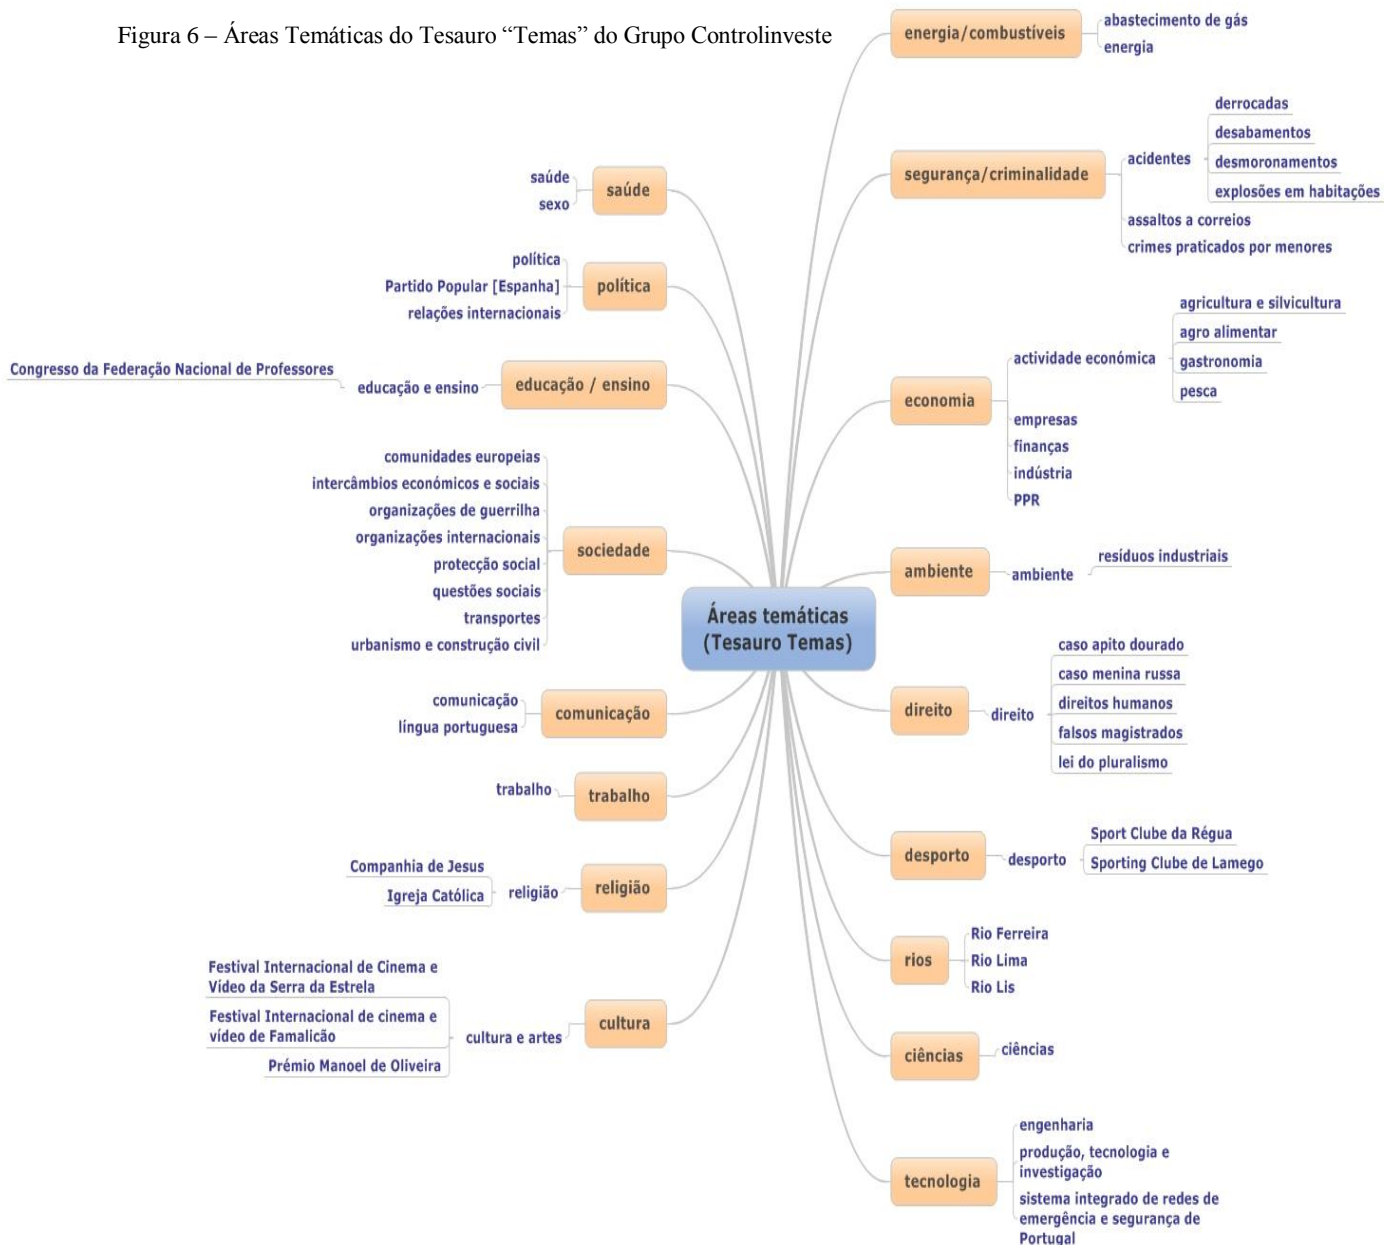 Figura 6 – Áreas Temáticas do Tesauro “Temas” do Grupo Controlinveste
Áreas temáticas
(Tesauro Temas)
energia/combustíveis
abastecimento de gás
energia
segurança/criminalidade
acidentes
derrocadas
desabamentos
desmoronamentos
explosões em habitações
assaltos a correios
crimes praticados por menores
economia
actividade económica
agricultura e silvicultura
agro alimentar
gastronomia
pesca
empresas
finanças
indústria
PPR
ambiente
ambiente
resíduos industriais
direito
direito
caso apito dourado
caso menina russa
direitos humanos
falsos magistrados
lei do pluralismo
desporto
desporto
Sport Clube da Régua
Sporting Clube de Lamego
rios
Rio Ferreira
Rio Lima
Rio Lis
ciências
ciências
tecnologia
engenharia
produção, tecnologia e
investigação
sistema integrado de redes de
emergência e segurança de
Portugal
saúde
saúde
sexo
política
política
Partido Popular [Espanha]
relações internacionais
educação / ensino
educação e ensino
Congresso da Federação Nacional de Professores
sociedade
comunidades europeias
intercâmbios económicos e sociais
organizações de guerrilha
organizações internacionais
protecção social
questões sociais
transportes
urbanismo e construção civil
comunicação
comunicação
língua portuguesa
trabalho
trabalho
religião
religião
Companhia de Jesus
Igreja Católica
cultura
cultura e artes
Festival Internacional de Cinema e
Vídeo da Serra da Estrela
Festival Internacional de cinema e
vídeo de Famalicão
Prémio Manoel de Oliveira